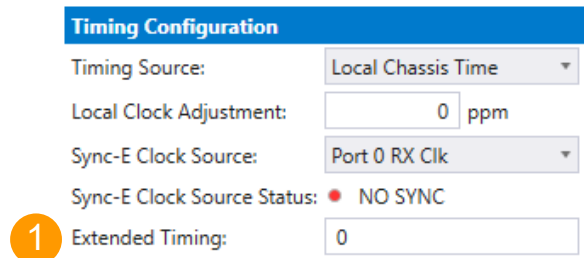 Timing Configuration
Timing Source: Local Chassis Time
Local Clock Adjustment: 0 ppm
Sync-E Clock Source: Port 0 RX Clk
Sync-E Clock Source Status: NO SYNC
1 Extended Timing: 0